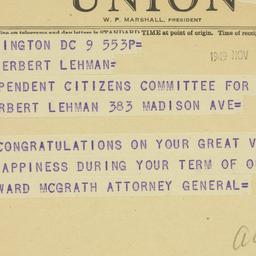 UNION
W. P. MARSHALL, PRESIDENT
line on telegrams and day letters is STANDARD TIME at point of origin. Time of recei
INGTON DC 9 553P=
1949 NOV
ERBERT LEHMAN=
PENDENT CITIZENS COMMITTEE FOR
RBERT LEHMAN 383 MADISON AVE=
CONGRATULATIONS ON YOUR GREAT V
APPINESS DURING YOUR TERM OF O
WARD MCGRATH ATTORNEY GENERAL=